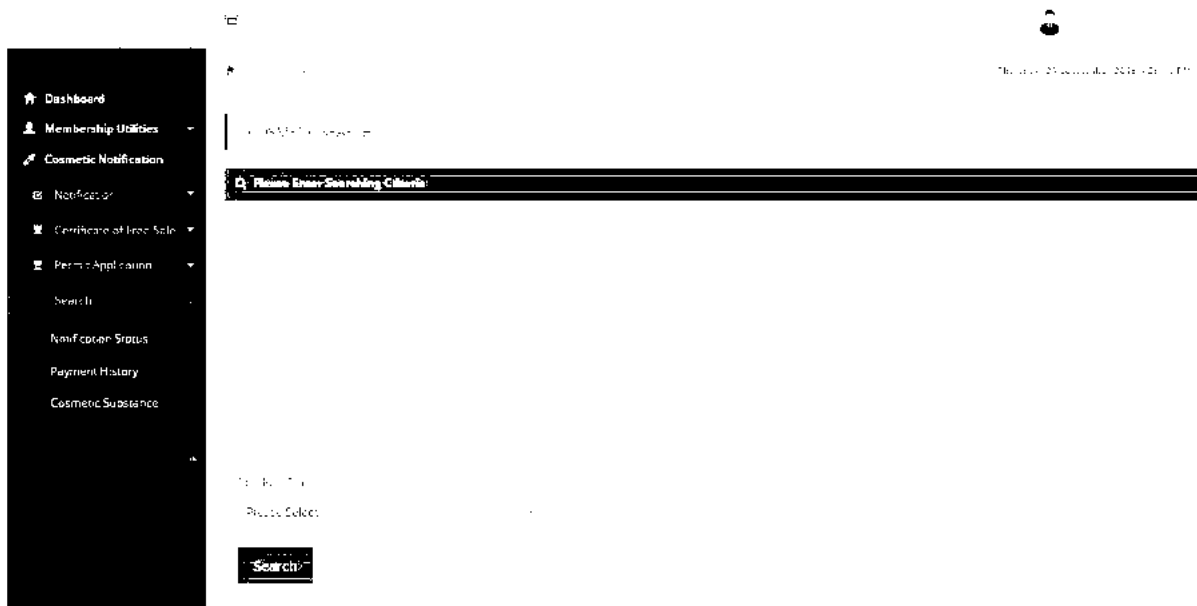 Dashboard
Membership Utilities
Cosmetic Notification
Notification
Certificate of Free Sale
Permit Application
Search
Notification Status
Payment History
Cosmetic Substance
Please Enter Searching Criteria
Please Select
Search